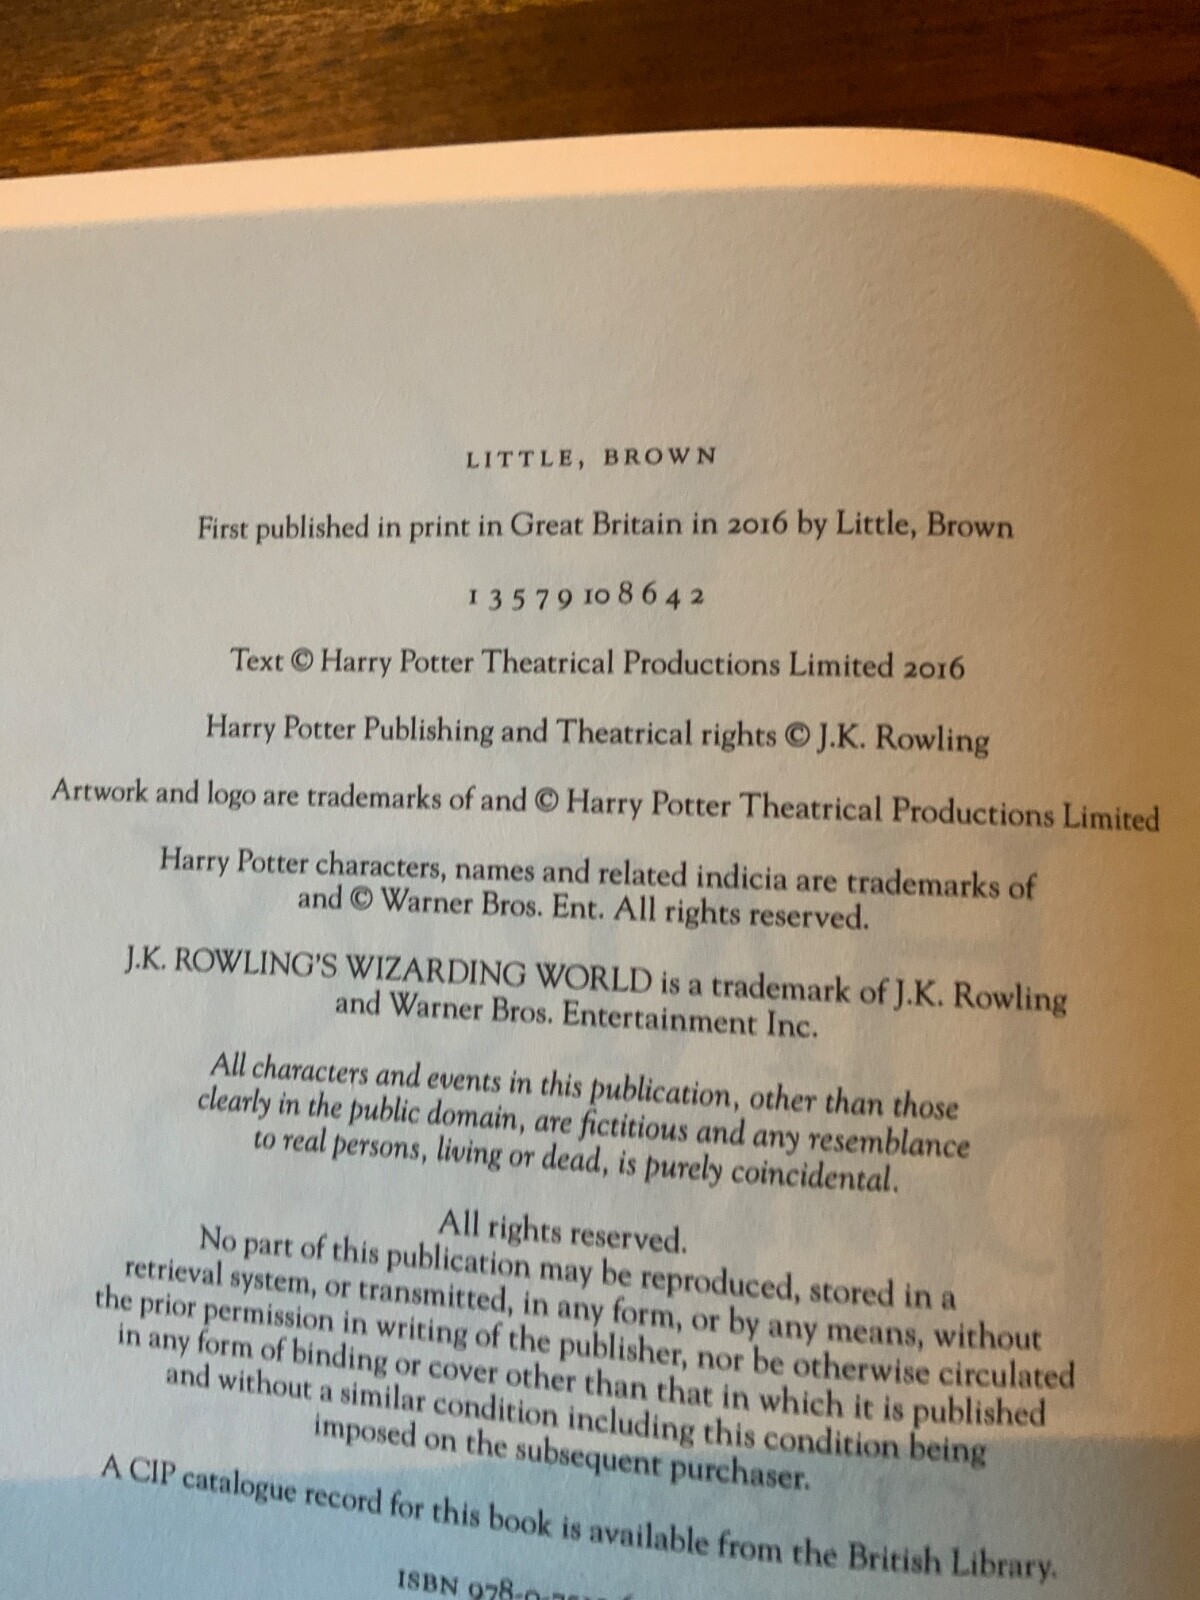 LITTLE, BROWN
First published in print in Great Britain in 2016 by Little, Brown
1 3 5 7 9 10 8 6 4 2
Text © Harry Potter Theatrical Productions Limited 2016
Harry Potter Publishing and Theatrical rights © J.K. Rowling
Artwork and logo are trademarks of and © Harry Potter Theatrical Productions Limited
Harry Potter characters, names and related indicia are trademarks of
and © Warner Bros. Ent. All rights reserved.
J.K. ROWLING'S WIZARDING WORLD is a trademark of J.K. Rowling
and Warner Bros. Entertainment Inc.
All characters and events in this publication, other than those
clearly in the public domain, are fictitious and any resemblance
to real persons, living or dead, is purely coincidental.
All rights reserved.
No part of this publication may be reproduced, stored in a
retrieval system, or transmitted, in any form, or by any means, without
the prior permission in writing of the publisher, nor be otherwise circulated
in any form of binding or cover other than that in which it is published
and without a similar condition including this condition being
imposed on the subsequent purchaser.
A CIP catalogue record for this book is available from the British Library.
ISBN